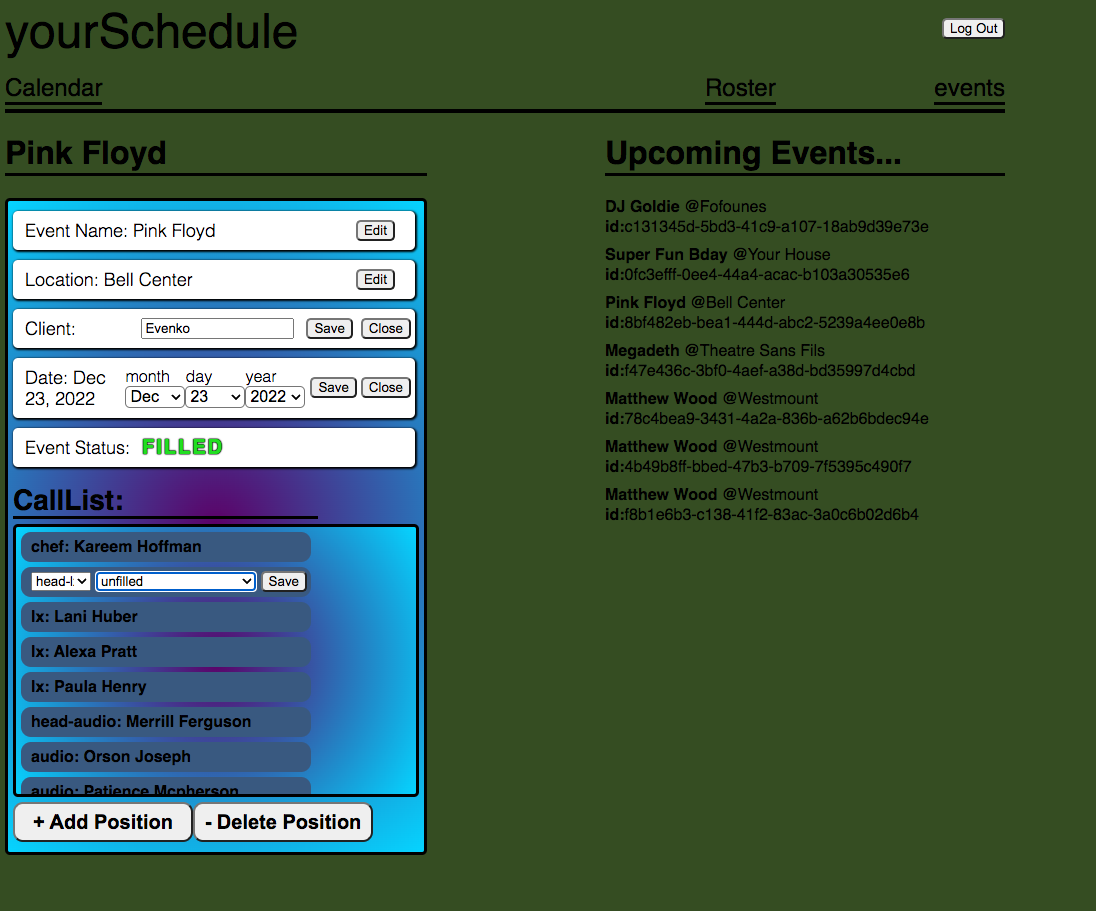 yourSchedule
Log Out
Calendar
Roster
events
Pink Floyd
Event Name: Pink Floyd
Edit
Location: Bell Center
Edit
Client:
Evenko
Save
Close
Date: Dec
23, 2022
month
day
year
Dec
23
2022
Save
Close
Event Status: FILLED
CallList:
chef: Kareem Hoffman
unfilled
Save
lx: Lani Huber
lx: Alexa Pratt
lx: Paula Henry
head-audio: Merrill Ferguson
audio: Orson Joseph
audio: Patience Mcpherson
+ Add Position
- Delete Position
Upcoming Events...
DJ Goldie @Fofounes
id:c131345d-5bd3-41c9-a107-18ab9d39e73e
Super Fun Bday @Your House
id:0fc3efff-0ee4-44a4-acac-b103a30535e6
Pink Floyd @Bell Center
id:8bf482eb-bea1-444d-abc2-5239a4ee0e8b
Megadeth @Theatre Sans Fils
id:f47e436c-3bf0-4aef-a38d-bd35997d4cbd
Matthew Wood @Westmount
id:78c4bea9-3431-4a2a-836b-a62b6bdec94e
Matthew Wood @Westmount
id:4b49b8ff-bbed-47b3-b709-7f5395c490f7
Matthew Wood @Westmount
id:f8b1e6b3-c138-41f2-83ac-3a0c6b02d6b4